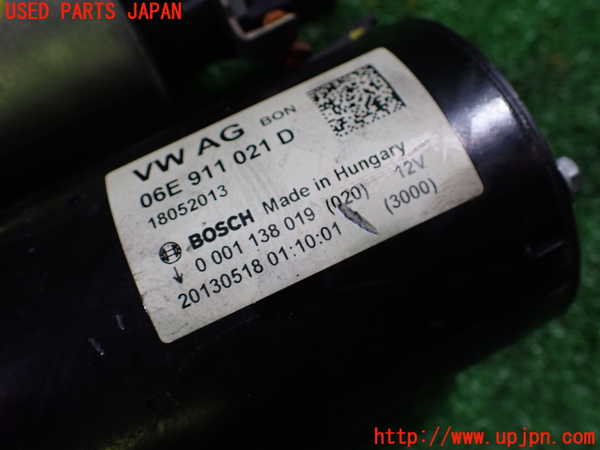 USED PARTS JAPAN
VW AG BON
06E 911 021 D
18052013
BOSCH Made in Hungary
0 001 138 019 (020) 12V
20130518 01:10:01 (3000)
http://www.upjpn.com